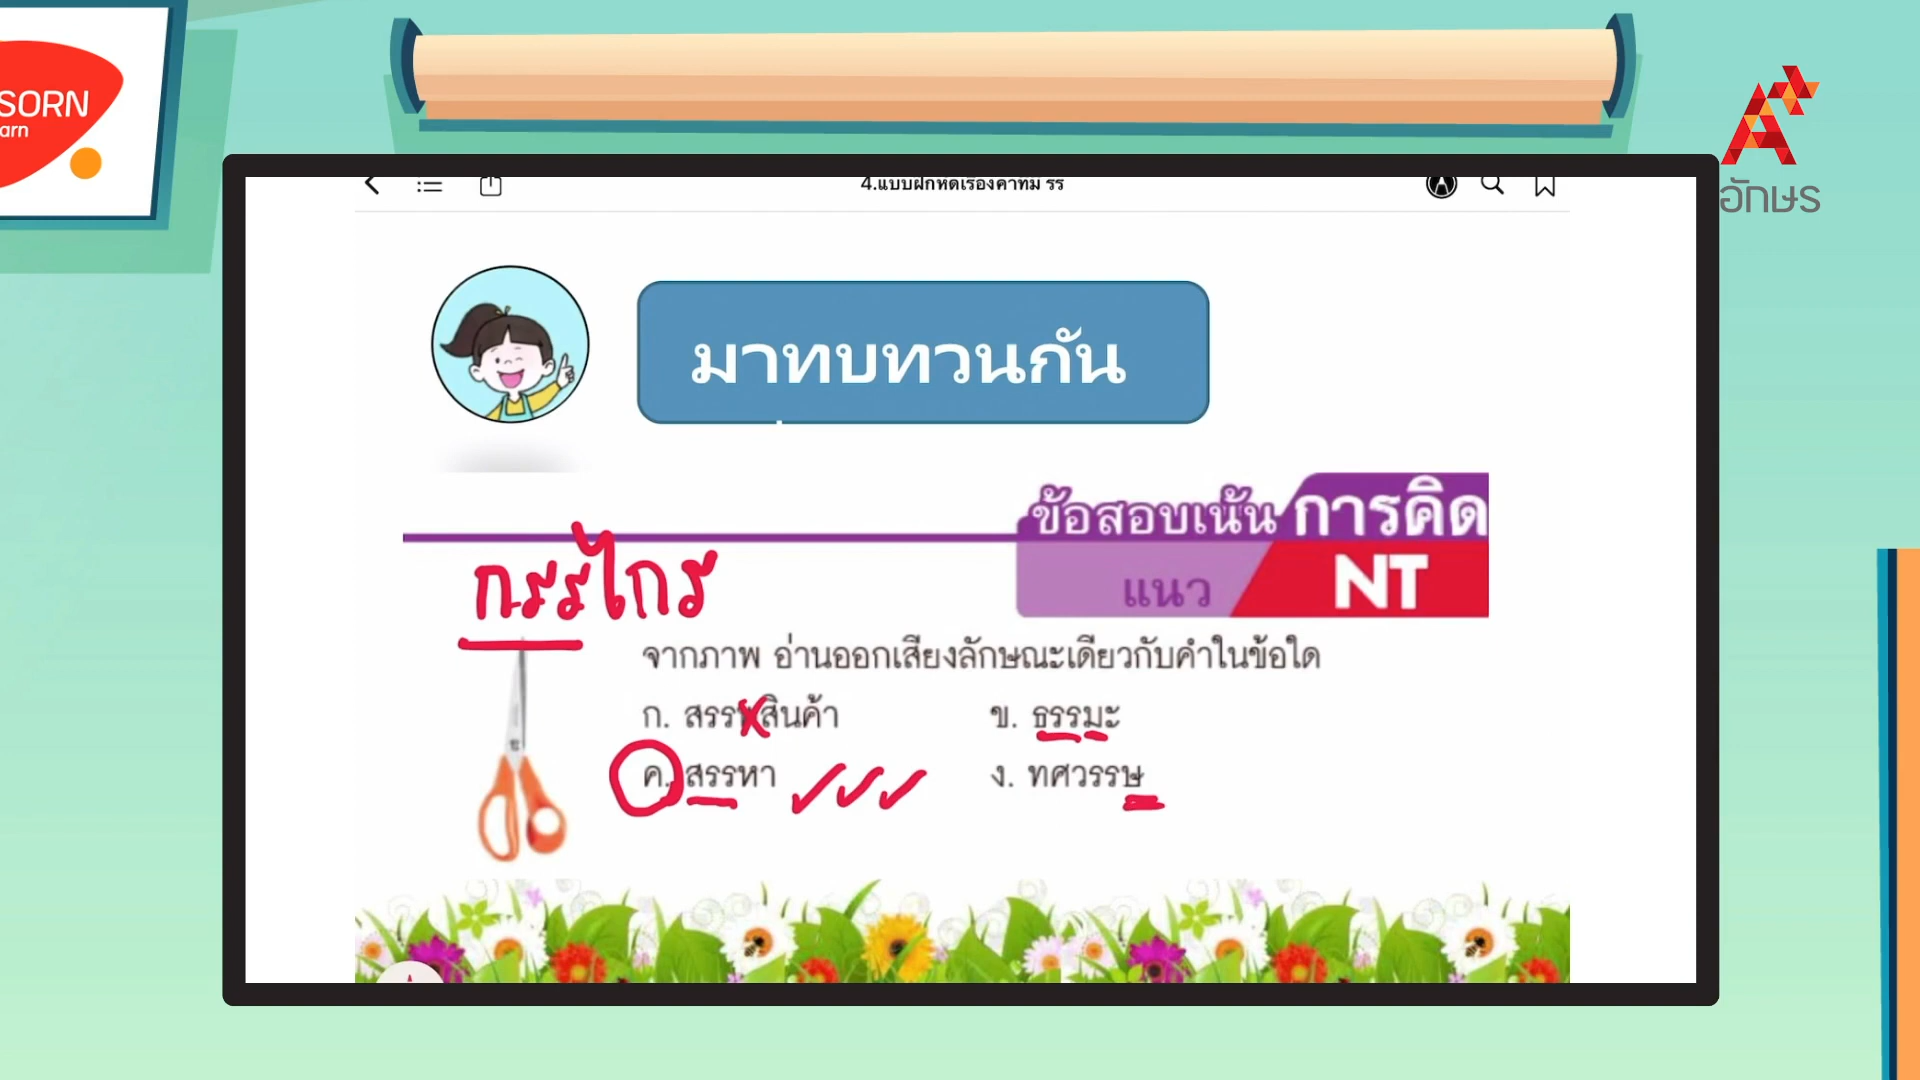 SORN
arn
อักษร
4.แบบฝึกหัดเรื่องคำที่มี รร
มาทบทวนกัน
ข้อสอบเน้น การคิด
แนว NT
กรรไกร
จากภาพ อ่านออกเสียงลักษณะเดียวกับคำในข้อใด
ก. สรรพสินค้า
ข. ธรรมะ
ค. สรรหา
ง. ทศวรรษ